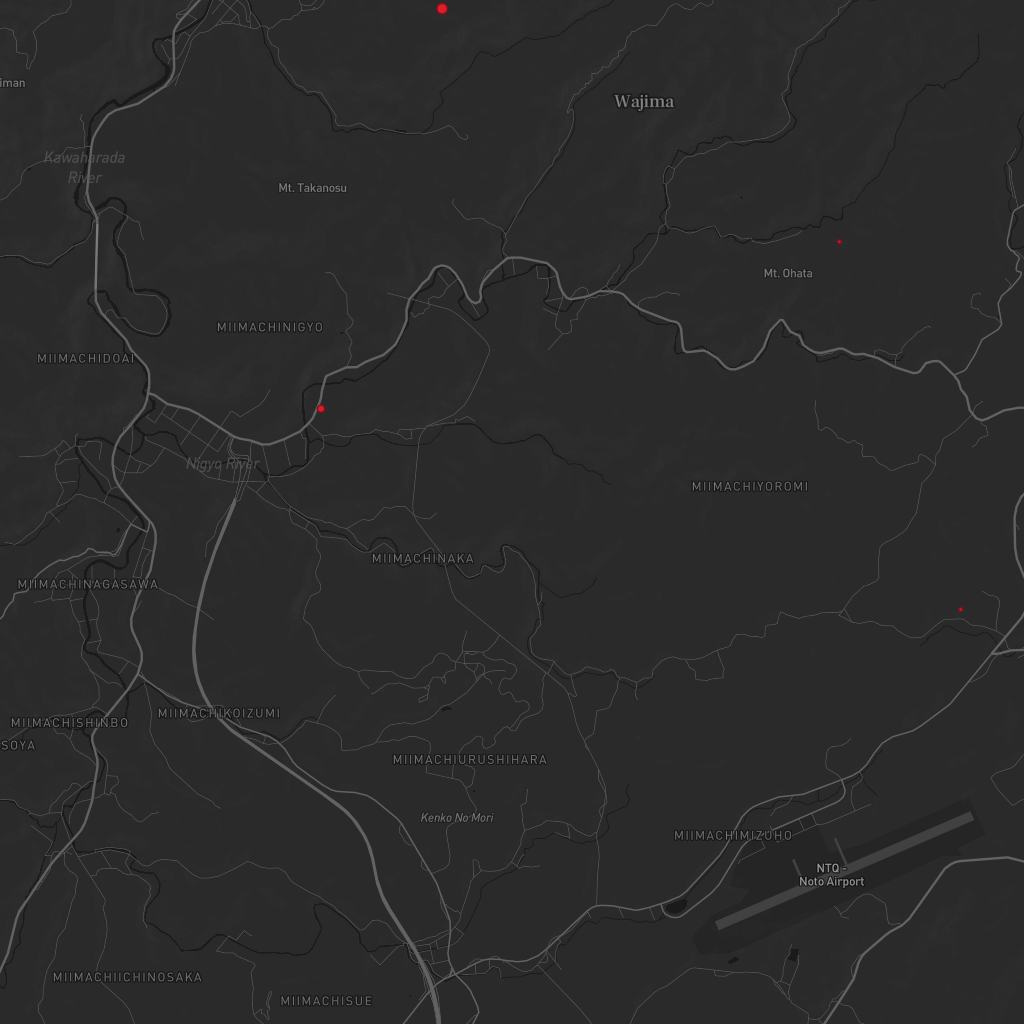 iman
Wajima
Kawaharada
River
Mt. Takanosu
Mt. Ohata
MIIMACHINIGYO
MIIMACHIDOAI
Nigyo River
MIIMACHIYOROMI
MIIMACHINAKA
MIIMACHINAGASAWA
MIIMACHIKOIZUMI
MIIMACHISHINBO
SOYA
MIIMACHIURUSHIHARA
Kenko No Mori
MIIMACHIMIZUHO
NTQ -
Noto Airport
MIIMACHIICHINOSAKA
MIIMACHISUE